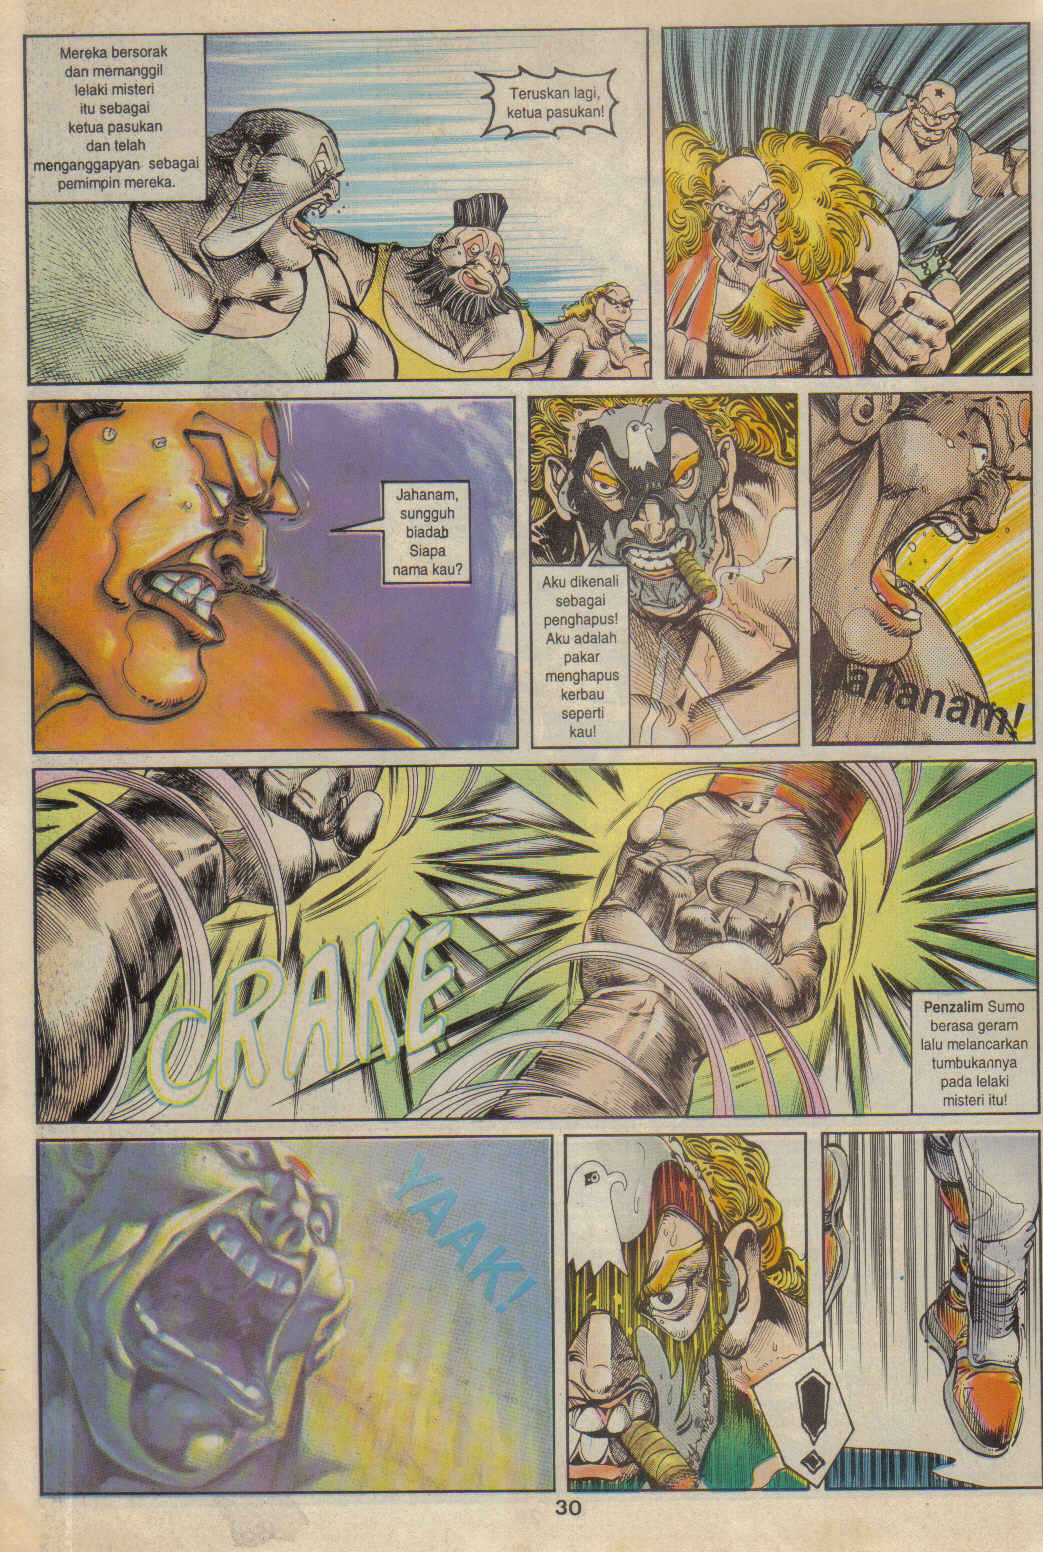 Mereka bersorak
dan memanggil
lelaki misteri
itu sebagai
ketua pasukan
dan telah
menganggapyan sebagai
pemimpin mereka.
Teruskan lagi,
ketua pasukan!
Jahanam,
sungguh
biadab
Siapa
nama kau?
Aku dikenali
sebagai
penghapus!
Aku adalah
pakar
menghapus
kerbau
seperti
kau!
Jahanam!
CRAKE
Penzalim Sumo
berasa geram
lalu melancarkan
tumbukannya
pada lelaki
misteri itu!
YAAK!
!
30